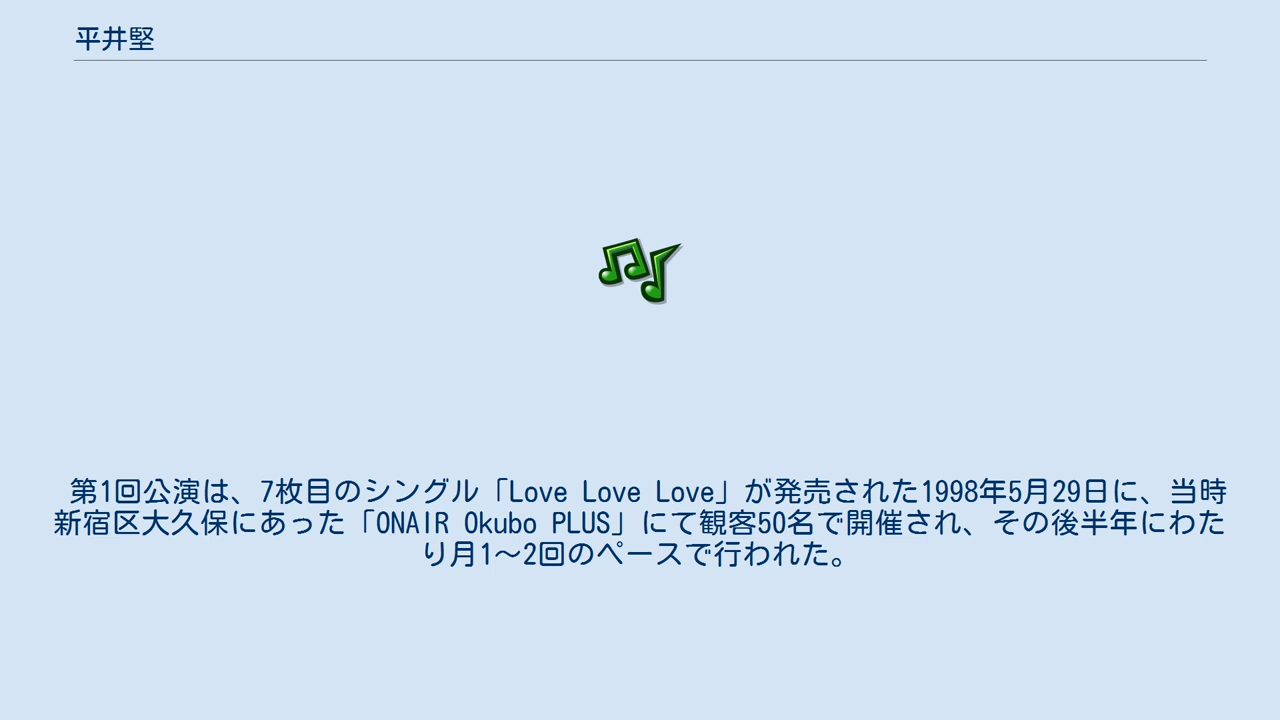 平井堅
第1回公演は、7枚目のシングル「Love Love Love」が発売された1998年5月29日に、当時
新宿区大久保にあった「ONAIR Okubo PLUS」にて観客50名で開催され、その後半年にわた
り月1～2回のペースで行われた。